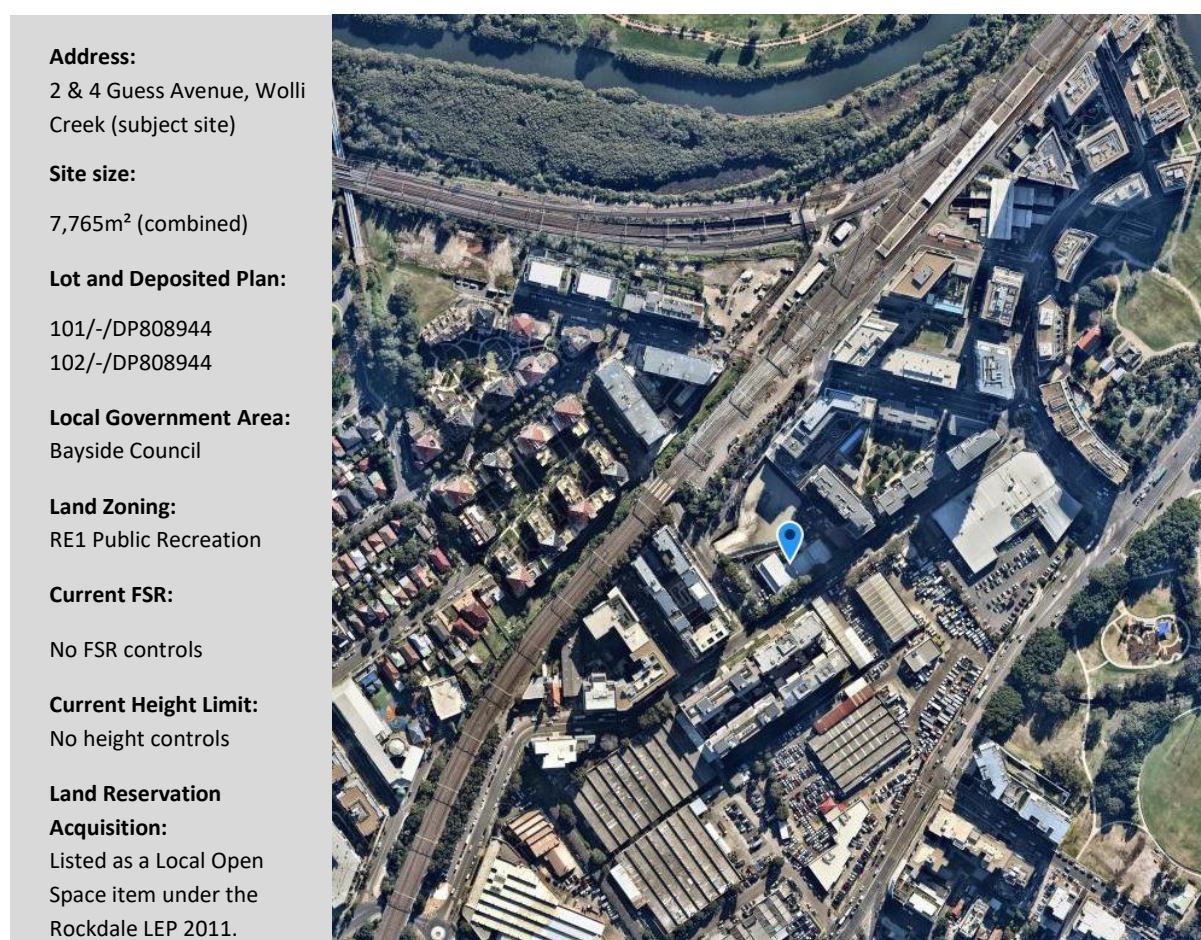 Address:
2 & 4 Guess Avenue, Wolli
Creek (subject site)
Site size:
7,765m² (combined)
Lot and Deposited Plan:
101/-/DP808944
102/-/DP808944
Local Government Area:
Bayside Council
Land Zoning:
RE1 Public Recreation
Current FSR:
No FSR controls
Current Height Limit:
No height controls
Land Reservation
Acquisition:
Listed as a Local Open
Space item under the
Rockdale LEP 2011.